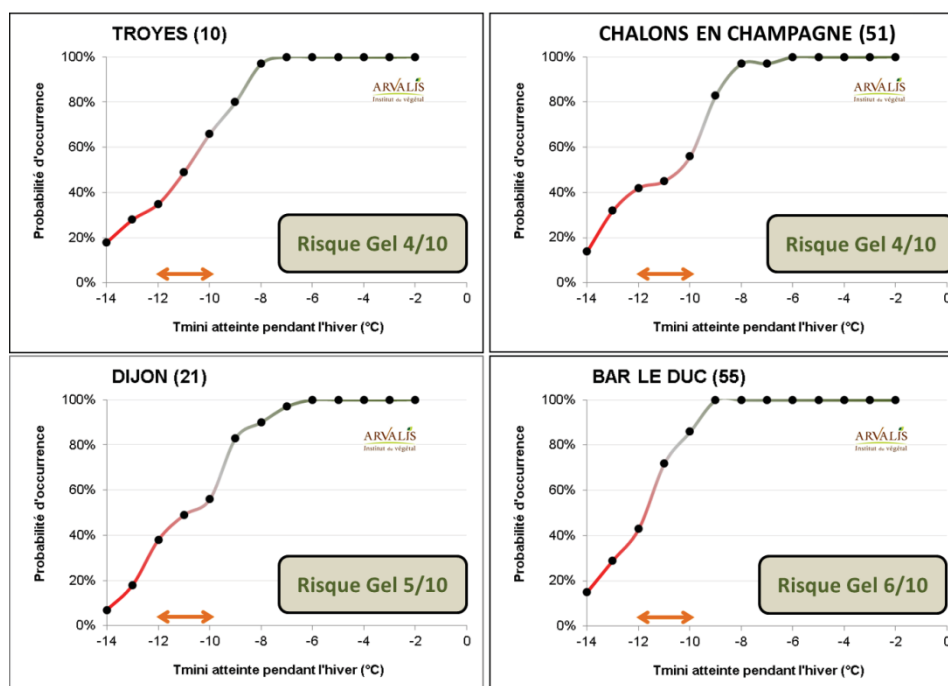 TROYES (10)
Probabilité d'occurrence
100%
80%
60%
40%
20%
0%
ARVALIS
Institut du végétal
Risque Gel 4/10
-14 -12 -10 -8 -6 -4 -2 0
Tmini atteinte pendant l'hiver (°C)
CHALONS EN CHAMPAGNE (51)
Probabilité d'occurrence
100%
80%
60%
40%
20%
0%
ARVALIS
Institut du végétal
Risque Gel 4/10
-14 -12 -10 -8 -6 -4 -2 0
Tmini atteinte pendant l'hiver (°C)
DIJON (21)
Probabilité d'occurrence
100%
80%
60%
40%
20%
0%
ARVALIS
Institut du végétal
Risque Gel 5/10
-14 -12 -10 -8 -6 -4 -2 0
Tmini atteinte pendant l'hiver (°C)
BAR LE DUC (55)
Probabilité d'occurrence
100%
80%
60%
40%
20%
0%
ARVALIS
Institut du végétal
Risque Gel 6/10
-14 -12 -10 -8 -6 -4 -2 0
Tmini atteinte pendant l'hiver (°C)